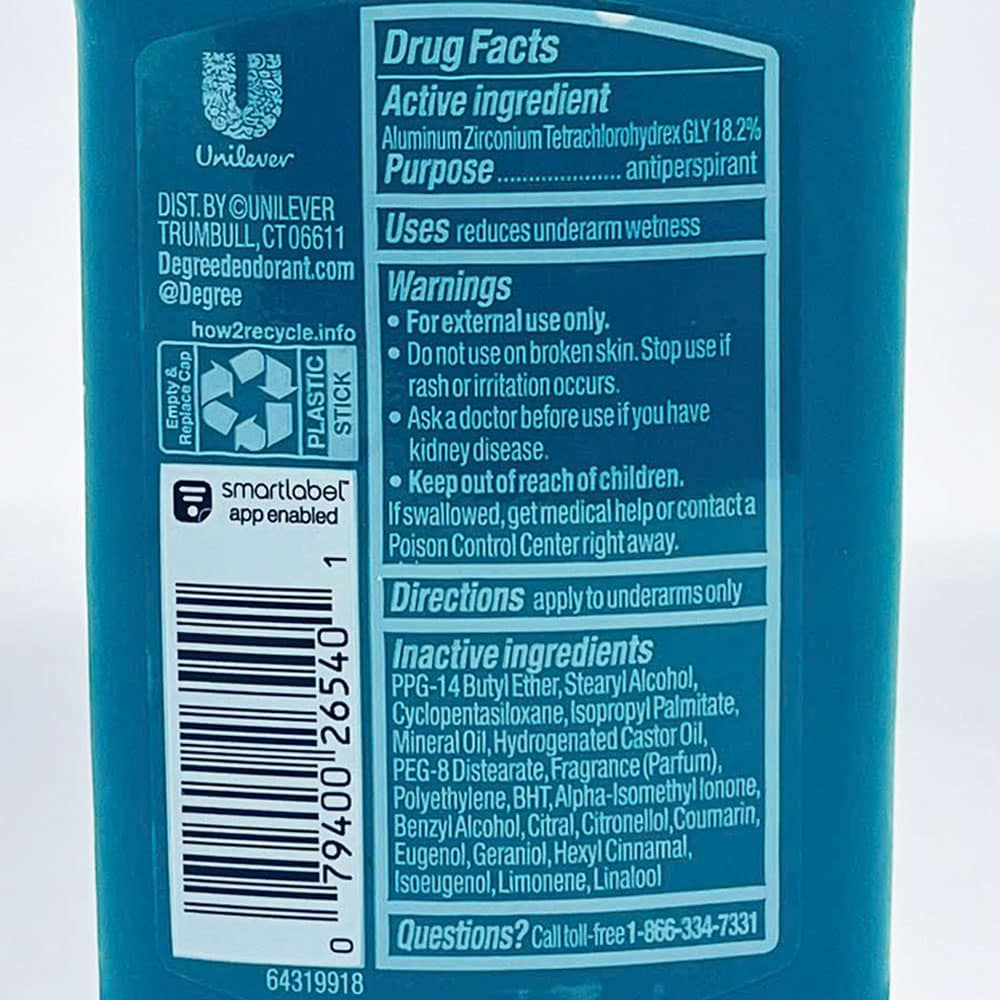 Unilever
DIST. BY ©UNILEVER
TRUMBULL, CT 06611
Degreedeodorant.com
@Degree
how2recycle.info
Empty &
Replace Cap
PLASTIC
STICK
smartlabel™
app enabled
0 79400 26540 1
64319918
Drug Facts
Active ingredient
Aluminum Zirconium Tetrachlorohydrex GLY 18.2%
Purpose .................... antiperspirant
Uses reduces underarm wetness
Warnings
• For external use only.
• Do not use on broken skin. Stop use if
rash or irritation occurs.
• Ask a doctor before use if you have
kidney disease.
• Keep out of reach of children.
If swallowed, get medical help or contact a
Poison Control Center right away.
Directions apply to underarms only
Inactive ingredients
PPG-14 Butyl Ether, Stearyl Alcohol,
Cyclopentasiloxane, Isopropyl Palmitate,
Mineral Oil, Hydrogenated Castor Oil,
PEG-8 Distearate, Fragrance (Parfum),
Polyethylene, BHT, Alpha-Isomethyl Ionone,
Benzyl Alcohol, Citral, Citronellol, Coumarin,
Eugenol, Geraniol, Hexyl Cinnamal,
Isoeugenol, Limonene, Linalool
Questions? Call toll-free 1-866-334-7331